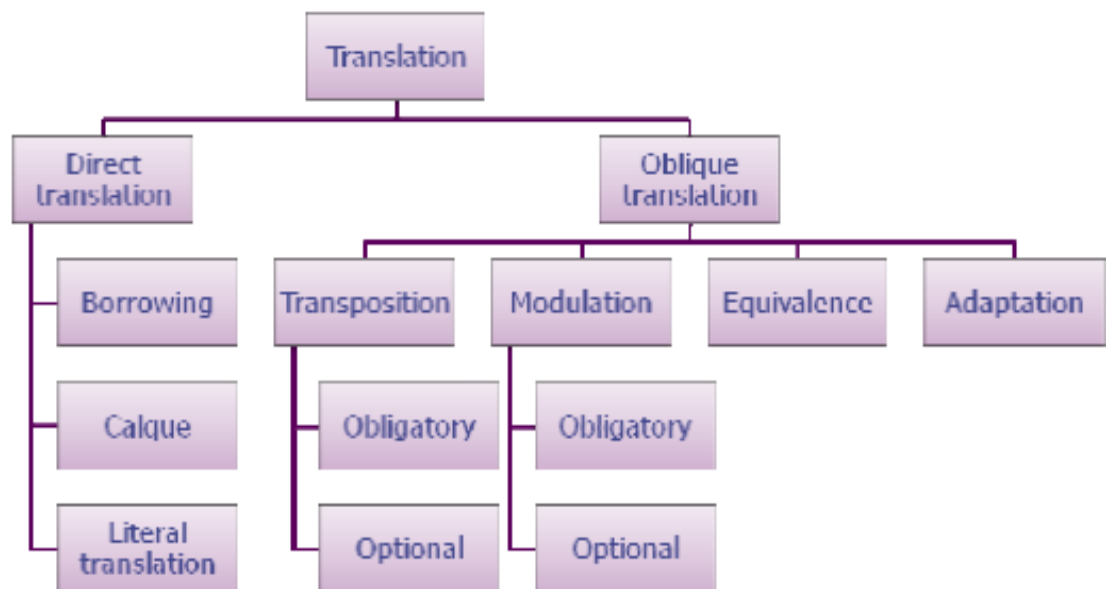 Translation
Direct
translation
Oblique
translation
Borrowing
Transposition
Modulation
Equivalence
Adaptation
Calque
Obligatory
Obligatory
Literal
translation
Optional
Optional